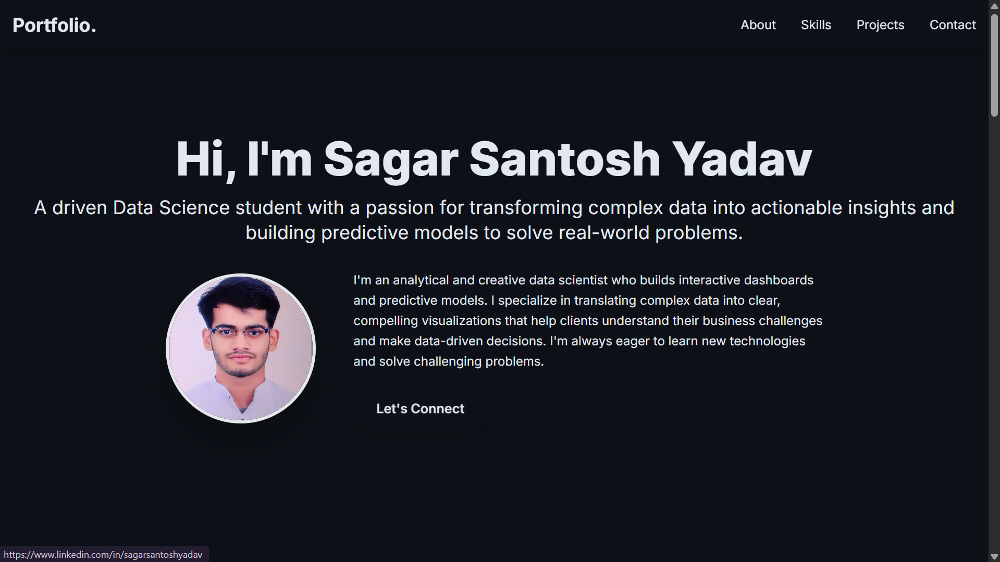 Portfolio.
About
Skills
Projects
Contact
Hi, I'm Sagar Santosh Yadav
A driven Data Science student with a passion for transforming complex data into actionable insights and
building predictive models to solve real-world problems.
I'm an analytical and creative data scientist who builds interactive dashboards
and predictive models. I specialize in translating complex data into clear,
compelling visualizations that help clients understand their business challenges
and make data-driven decisions. I'm always eager to learn new technologies
and solve challenging problems.
Let's Connect
https://www.linkedin.com/in/sagarsantoshyadav